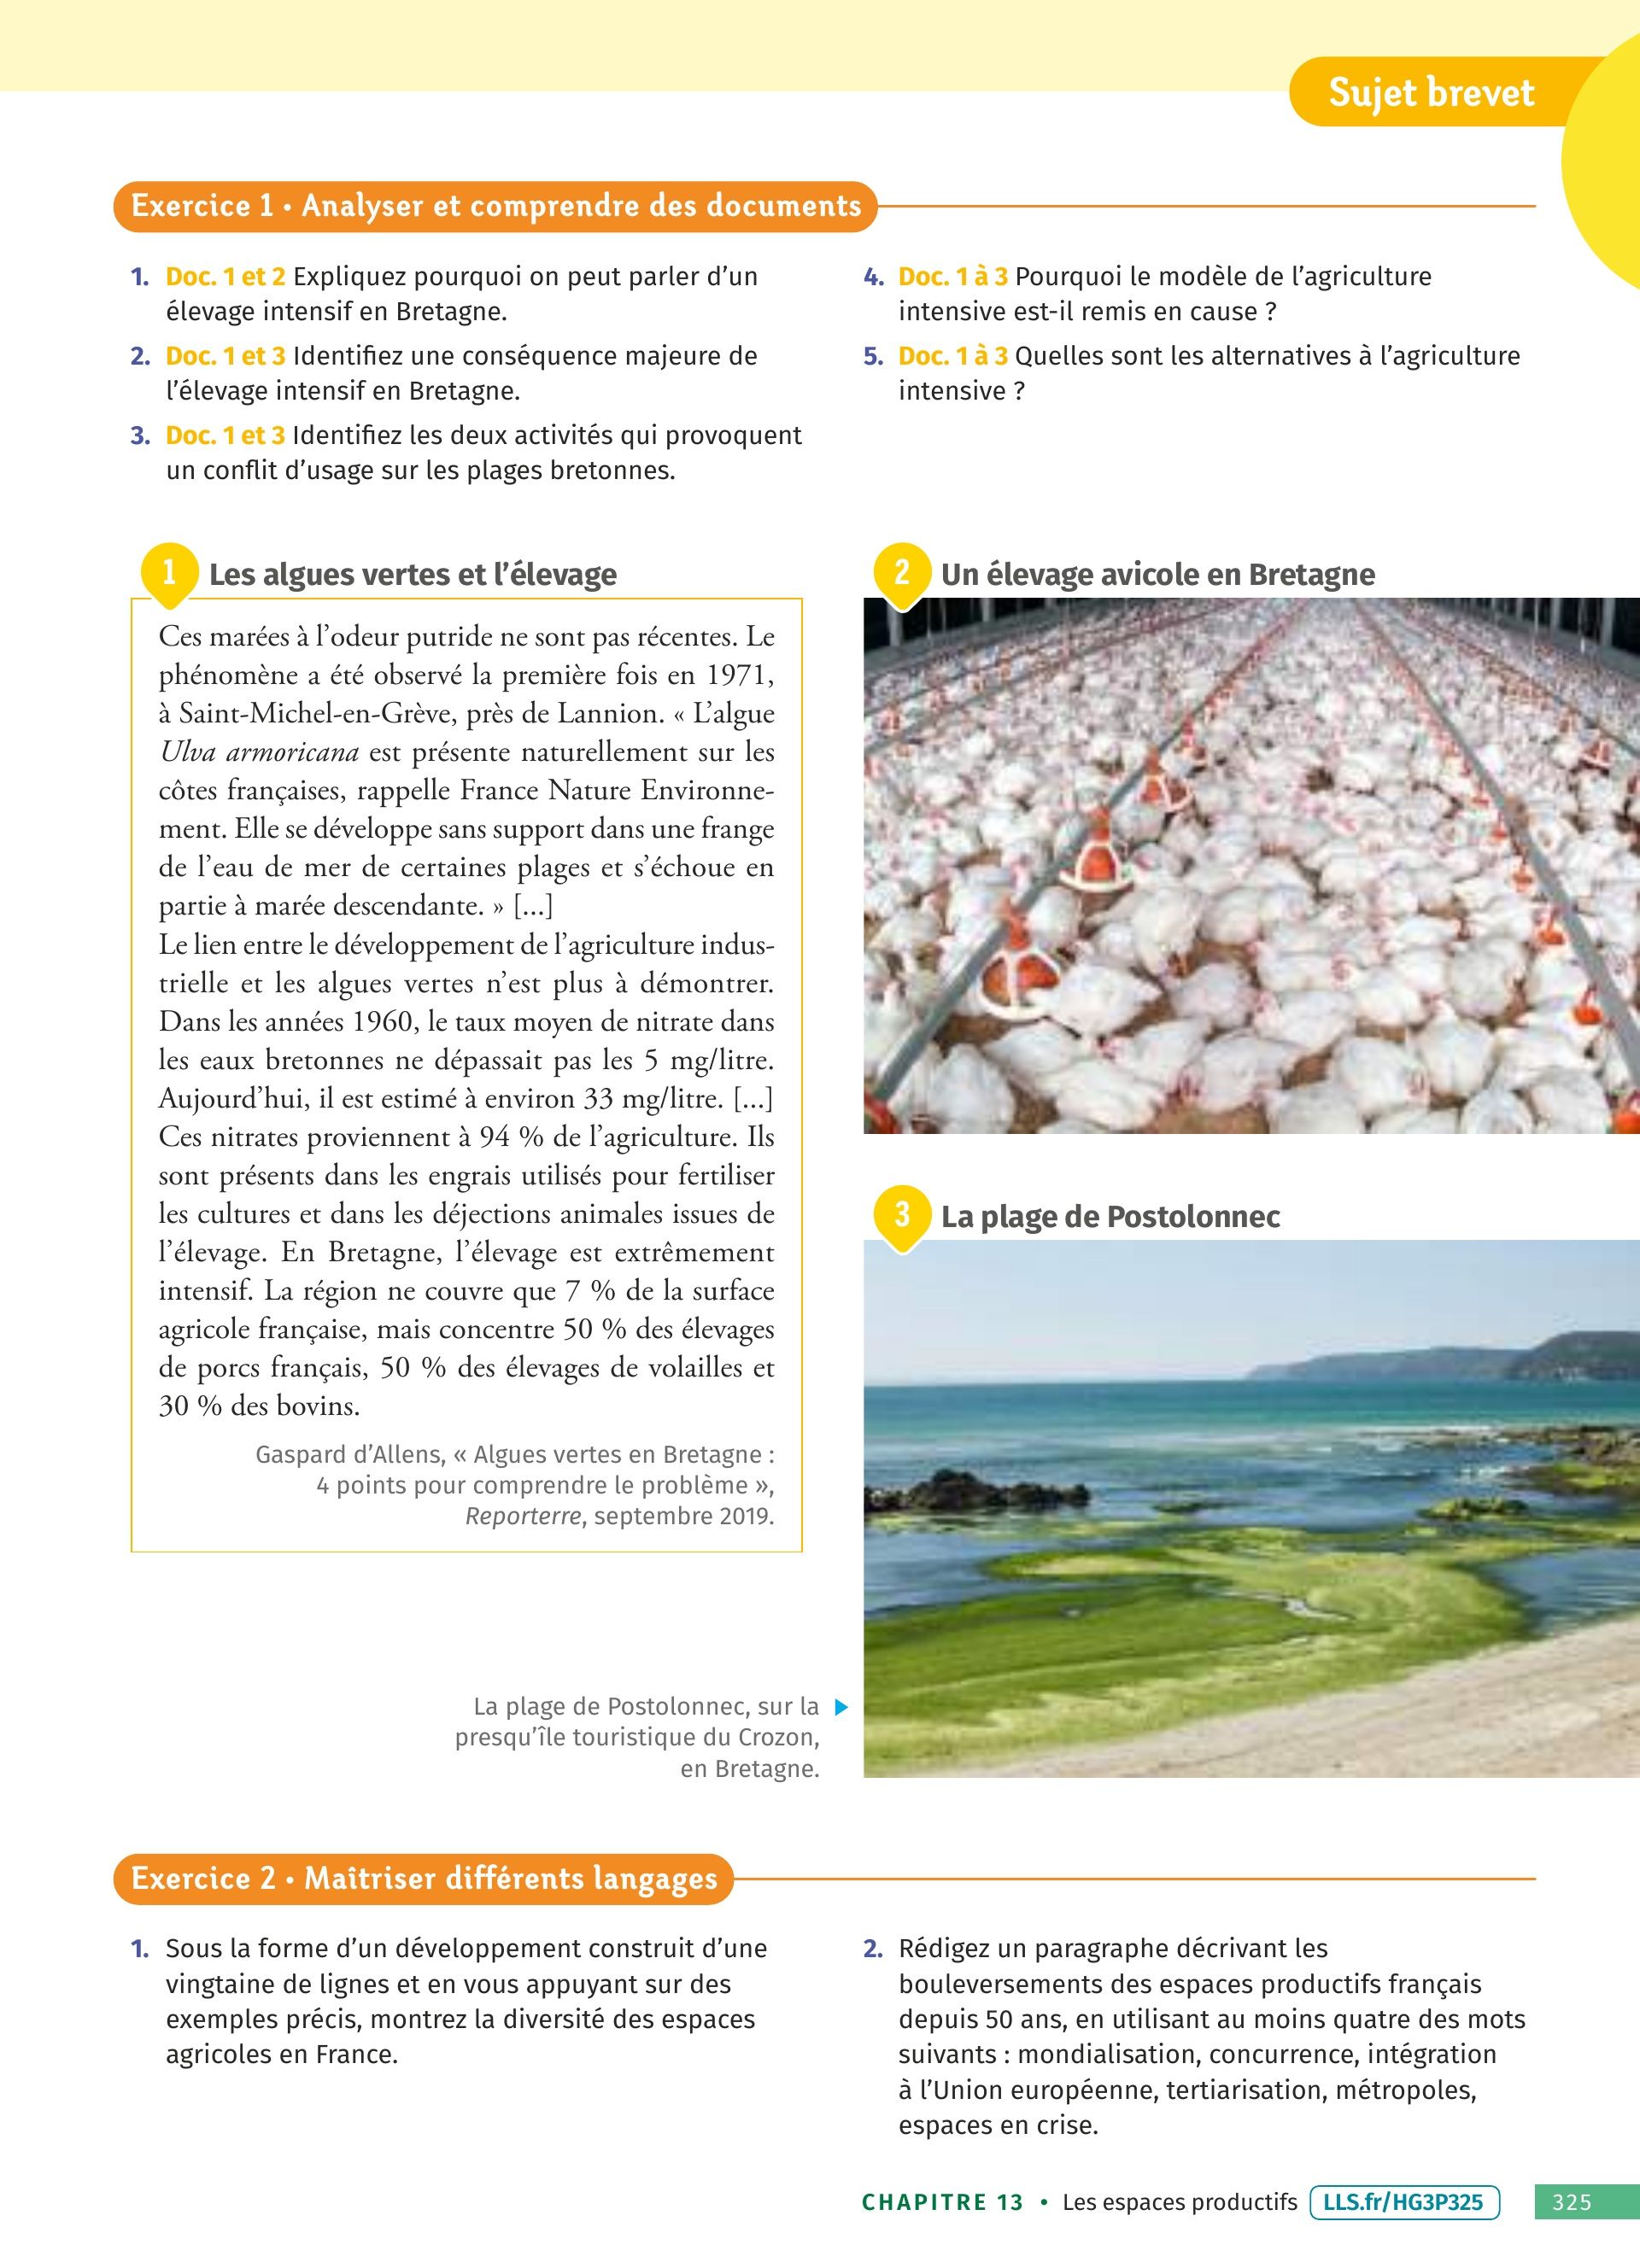 Sujet brevet
Exercice 1 • Analyser et comprendre des documents
1. Doc. 1 et 2 Expliquez pourquoi on peut parler d’un
élevage intensif en Bretagne.
2. Doc. 1 et 3 Identifiez une conséquence majeure de
l’élevage intensif en Bretagne.
3. Doc. 1 et 3 Identifiez les deux activités qui provoquent
un conflit d’usage sur les plages bretonnes.
4. Doc. 1 à 3 Pourquoi le modèle de l’agriculture
intensive est-il remis en cause ?
5. Doc. 1 à 3 Quelles sont les alternatives à l’agriculture
intensive ?
1 Les algues vertes et l’élevage
Ces marées à l’odeur putride ne sont pas récentes. Le
phénomène a été observé la première fois en 1971,
à Saint-Michel-en-Grève, près de Lannion. « L’algue
Ulva armoricana est présente naturellement sur les
côtes françaises, rappelle France Nature Environne-
ment. Elle se développe sans support dans une frange
de l’eau de mer de certaines plages et s’échoue en
partie à marée descendante. » [...]
Le lien entre le développement de l’agriculture indus-
trielle et les algues vertes n’est plus à démontrer.
Dans les années 1960, le taux moyen de nitrate dans
les eaux bretonnes ne dépassait pas les 5 mg/litre.
Aujourd’hui, il est estimé à environ 33 mg/litre. [...]
Ces nitrates proviennent à 94 % de l’agriculture. Ils
sont présents dans les engrais utilisés pour fertiliser
les cultures et dans les déjections animales issues de
l’élevage. En Bretagne, l’élevage est extrêmement
intensif. La région ne couvre que 7 % de la surface
agricole française, mais concentre 50 % des élevages
de porcs français, 50 % des élevages de volailles et
30 % des bovins.
Gaspard d’Allens, « Algues vertes en Bretagne :
4 points pour comprendre le problème »,
Reporterre, septembre 2019.
2 Un élevage avicole en Bretagne
3 La plage de Postolonnec
La plage de Postolonnec, sur la
presqu’île touristique du Crozon,
en Bretagne.
Exercice 2 • Maîtriser différents langages
1. Sous la forme d’un développement construit d’une
vingtaine de lignes et en vous appuyant sur des
exemples précis, montrez la diversité des espaces
agricoles en France.
2. Rédigez un paragraphe décrivant les
bouleversements des espaces productifs français
depuis 50 ans, en utilisant au moins quatre des mots
suivants : mondialisation, concurrence, intégration
à l’Union européenne, tertiarisation, métropoles,
espaces en crise.
CHAPITRE 13 • Les espaces productifs LLS.fr/HG3P325 325